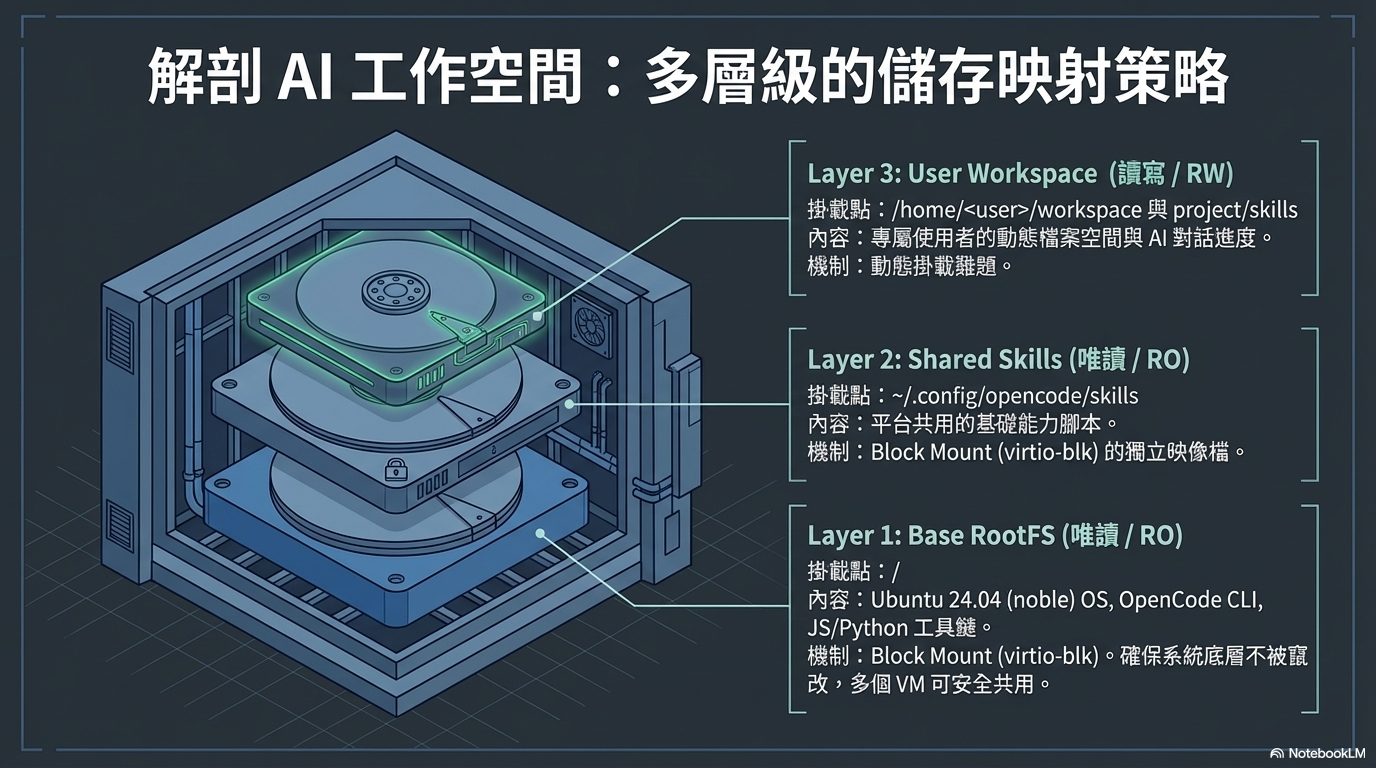 解剖 AI 工作空間：多層級的儲存映射策略
Layer 3: User Workspace (讀寫 / RW)
掛載點：/home/<user>/workspace 與 project/skills
內容：專屬使用者的動態檔案空間與 AI 對話進度。
機制：動態掛載
Layer 2: Shared Skills (唯讀 / RO)
掛載點：~/.config/opencode/skills
內容：平台共用的基礎能力腳本。
機制：Block Mount (virtio-blk) 的獨立映像檔。
Layer 1: Base RootFS (唯讀 / RO)
掛載點：/
內容：Ubuntu 24.04 (noble) OS, OpenCode CLI,
JS/Python 工具鏈。
機制：Block Mount (virtio-blk)。確保系統底層不被竄
改，多個 VM 可安全共用。
NotebookLM